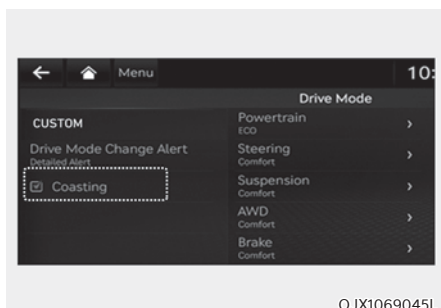 Menu
10:
Drive Mode
CUSTOM
Drive Mode Change Alert
Detailed Alert
Coasting
Powertrain
ECO
Steering
Comfort
Suspension
Comfort
AWD
Comfort
Brake
Comfort
OJX1069045L